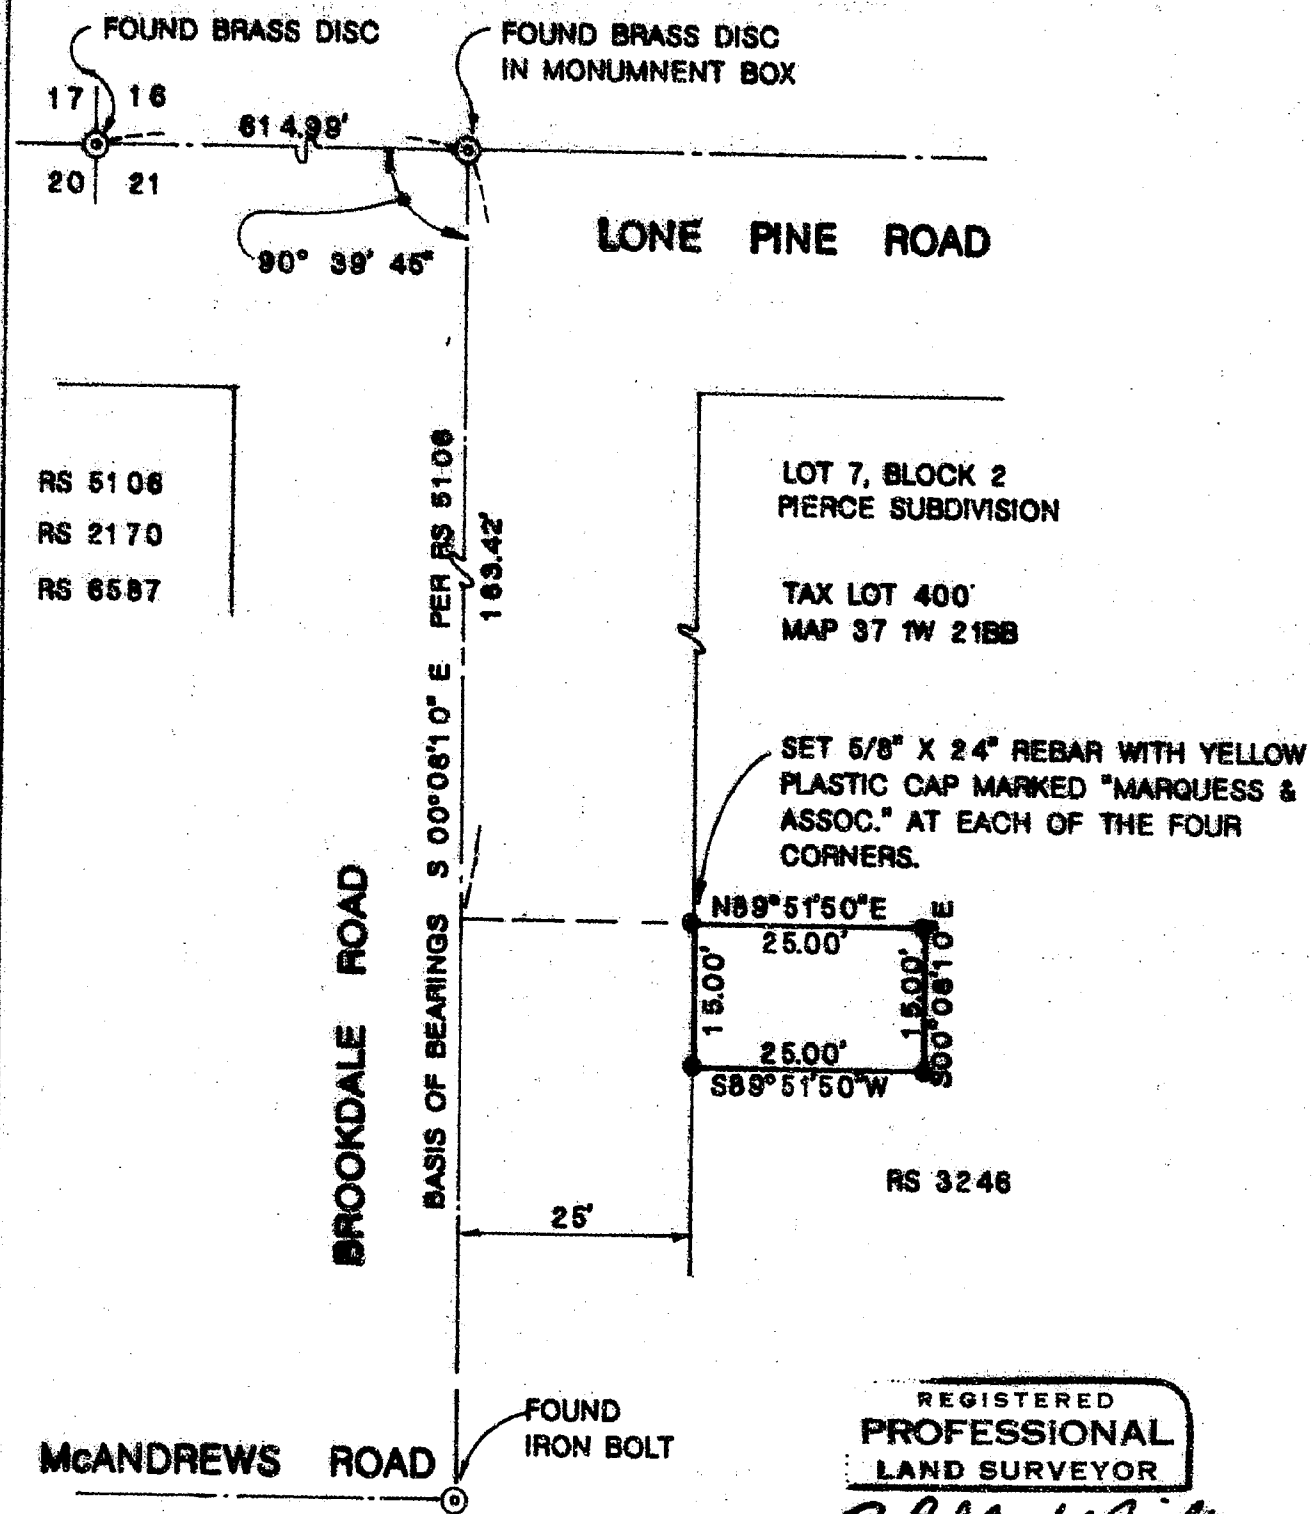 FOUND BRASS DISC
FOUND BRASS DISC
IN MONUMNENT BOX
17 16
20 21
614.99'
90° 39' 45"
LONE PINE ROAD
RS 5106
RS 2170
RS 6587
BASIS OF BEARINGS S 00°08'10" E PER RS 5106
163.42'
LOT 7, BLOCK 2
PIERCE SUBDIVISION
TAX LOT 400
MAP 37 1W 21BB
SET 5/8" X 24" REBAR WITH YELLOW
PLASTIC CAP MARKED "MARQUESS &
ASSOC." AT EACH OF THE FOUR
CORNERS.
BROOKDALE ROAD
N89°51'50"E
25.00'
15.00'
15.00'
S00°08'10"E
25.00'
S89°51'50"W
RS 3246
25'
FOUND
IRON BOLT
McANDREWS ROAD
REGISTERED
PROFESSIONAL
LAND SURVEYOR